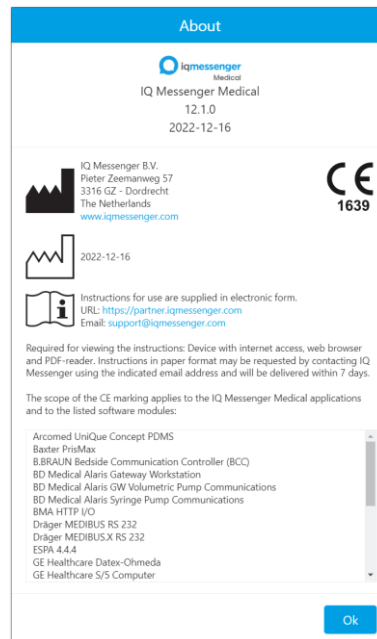 About
iqmessenger
Medical
IQ Messenger Medical
12.1.0
2022-12-16
IQ Messenger B.V.
Pieter Zeemanweg 57
3316 GZ - Dordrecht
The Netherlands
www.iqmessenger.com
CE
1639
2022-12-16
Instructions for use are supplied in electronic form.
URL: https://partner.iqmessenger.com
Email: support@iqmessenger.com
Required for viewing the instructions: Device with internet access, web browser
and PDF-reader. Instructions in paper format may be requested by contacting IQ
Messenger using the indicated email address and will be delivered within 7 days.
The scope of the CE marking applies to the IQ Messenger Medical applications
and to the listed software modules:
Arcomed UniQue Concept PDMS
Baxter PrisMax
B.BRAUN Bedside Communication Controller (BCC)
BD Medical Alaris Gateway Workstation
BD Medical Alaris GW Volumetric Pump Communications
BD Medical Alaris Syringe Pump Communications
BMA HTTP I/O
Dräger MEDIBUS RS 232
Dräger MEDIBUS.X RS 232
ESPA 4.4.4
GE Healthcare Datex-Ohmeda
GE Healthcare S/5 Computer
Ok